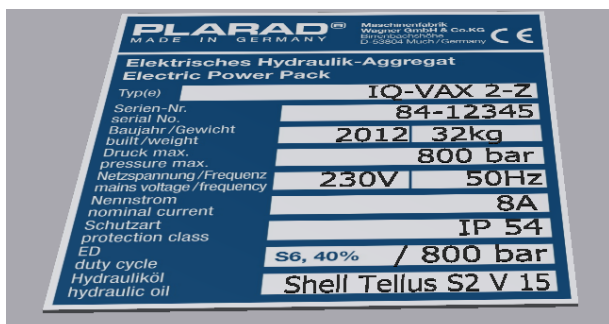 PLARAD®
MADE IN GERMANY
Maschinenfabrik
Wagner GmbH & Co.KG
Birrenbachshöhe
D-53804 Much/Germany
CE
Elektrisches Hydraulik-Aggregat
Electric Power Pack
Typ(e) IQ-VAX 2-Z
Serien-Nr.
serial No. 84-12345
Baujahr/Gewicht
built/weight 2012 32kg
Druck max.
pressure max. 800 bar
Netzspannung/Frequenz
mains voltage/frequency 230V 50Hz
Nennstrom
nominal current 8A
Schutzart
protection class IP 54
ED
duty cycle S6, 40% / 800 bar
Hydrauliköl
hydraulic oil Shell Tellus S2 V 15